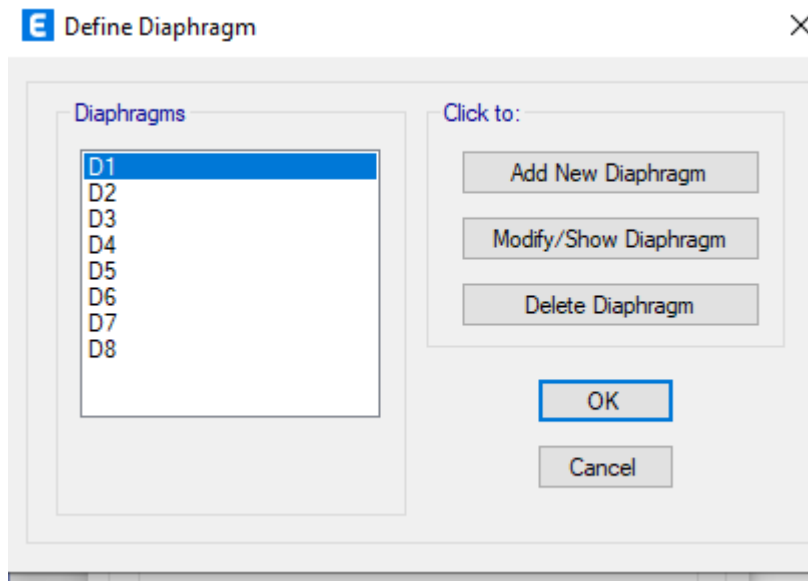 E Define Diaphragm
Diaphragms
D1
D2
D3
D4
D5
D6
D7
D8
Click to:
Add New Diaphragm
Modify/Show Diaphragm
Delete Diaphragm
OK
Cancel